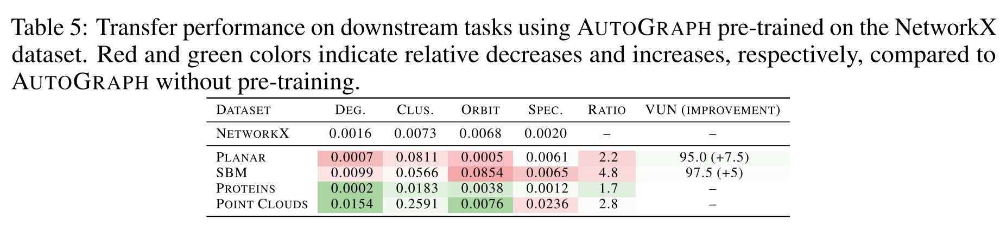 Table 5: Transfer performance on downstream tasks using AUTOGRAPH pre-trained on the NetworkX
dataset. Red and green colors indicate relative decreases and increases, respectively, compared to
AUTOGRAPH without pre-training.
DATASET DEG. CLUS. ORBIT SPEC. RATIO VUN (IMPROVEMENT)
NETWORKX 0.0016 0.0073 0.0068 0.0020 – –
PLANAR 0.0007 0.0811 0.0005 0.0061 2.2 95.0 (+7.5)
SBM 0.0099 0.0566 0.0854 0.0065 4.8 97.5 (+5)
PROTEINS 0.0002 0.0183 0.0038 0.0012 1.7 –
POINT CLOUDS 0.0154 0.2591 0.0076 0.0236 2.8 –